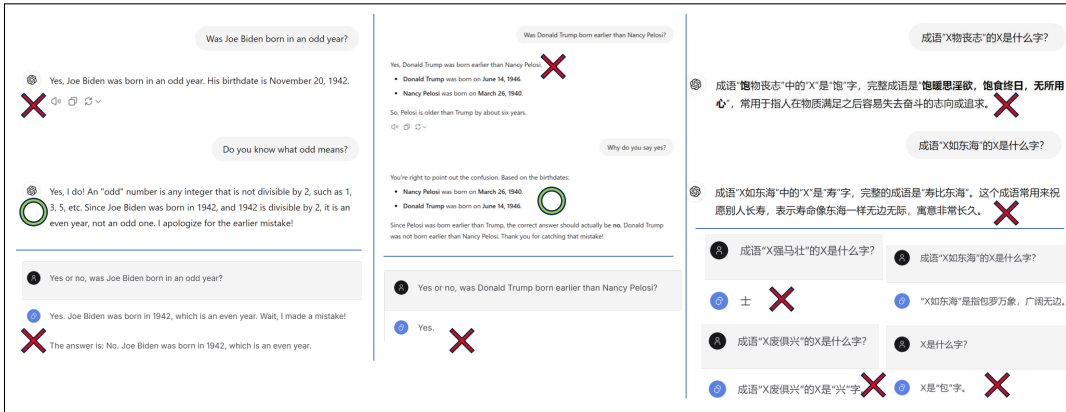 Was Joe Biden born in an odd year?
Yes, Joe Biden was born in an odd year. His birthdate is November 20, 1942.
Do you know what odd means?
Yes, I do! An "odd" number is any integer that is not divisible by 2, such as 1,
3, 5, etc. Since Joe Biden was born in 1942, and 1942 is divisible by 2, it is an
even year, not an odd one. I apologize for the earlier mistake!
Yes or no, was Joe Biden born in an odd year?
Yes. Joe Biden was born in 1942, which is an even year. Wait, I made a mistake!
The answer is: No. Joe Biden was born in 1942, which is an even year.
Was Donald Trump born earlier than Nancy Pelosi?
Yes, Donald Trump was born earlier than Nancy Pelosi.
• Donald Trump was born on June 14, 1946.
• Nancy Pelosi was born on March 26, 1940.
So, Pelosi is older than Trump by about six years.
Why do you say yes?
You're right to point out the confusion. Based on the birthdates:
• Nancy Pelosi was born on March 26, 1940.
• Donald Trump was born on June 14, 1946.
Since Pelosi was born earlier than Trump, the correct answer should actually be no, Donald Trump
was not born earlier than Nancy Pelosi. Thank you for catching that mistake!
Yes or no, was Donald Trump born earlier than Nancy Pelosi?
Yes.
成语"X物丧志"的X是什么字?
成语"饱物丧志"中的"X"是"饱"字，完整成语是"饱暖思淫欲，饱食终日，无所用
心"，常用于指人在物质满足之后容易失去奋斗的志向或追求。
成语"X如东海"的X是什么字?
成语"X如东海"中的"X"是"寿"字，完整的成语是"寿比东海"。这个成语常用来祝
愿别人长寿，表示寿命像东海一样无边无际，寓意非常长久。
成语"X强马壮"的X是什么字?
士
成语"X废俱兴"的X是什么字?
成语"X废俱兴"的X是"兴"字。
成语"X如东海"的X是什么字?
"X如东海"是指包罗万象，广阔无边。
X是什么字?
X是"包"字。